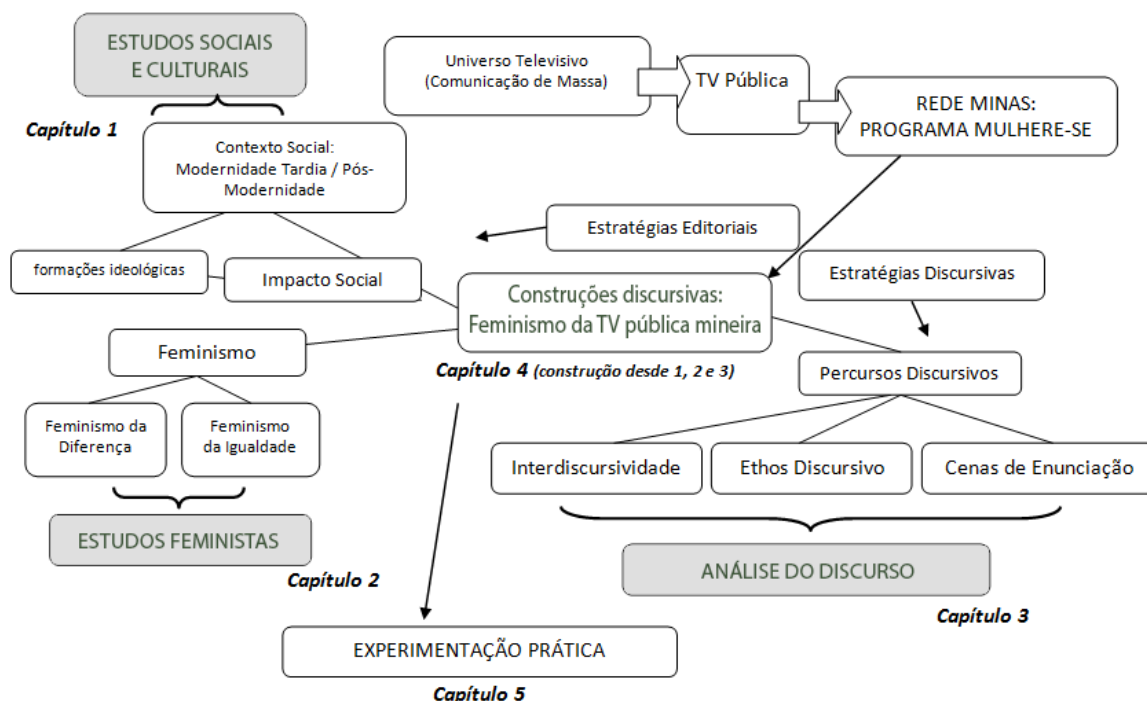 ESTUDOS SOCIAIS
E CULTURAIS
Universo Televisivo
(Comunicação de Massa)
TV Pública
REDE MINAS:
PROGRAMA MULHERE-SE
Capítulo 1
Contexto Social:
Modernidade Tardia / Pós-
Modernidade
Estratégias Editoriais
formações ideológicas
Impacto Social
Estratégias Discursivas
Construções discursivas:
Feminismo da TV pública mineira
Capítulo 4 (construção desde 1, 2 e 3)
Feminismo
Percursos Discursivos
Feminismo da
Diferença
Feminismo
da Igualdade
Interdiscursividade
Ethos Discursivo
Cenas de Enunciação
ESTUDOS FEMINISTAS
Capítulo 2
ANÁLISE DO DISCURSO
Capítulo 3
EXPERIMENTAÇÃO PRÁTICA
Capítulo 5